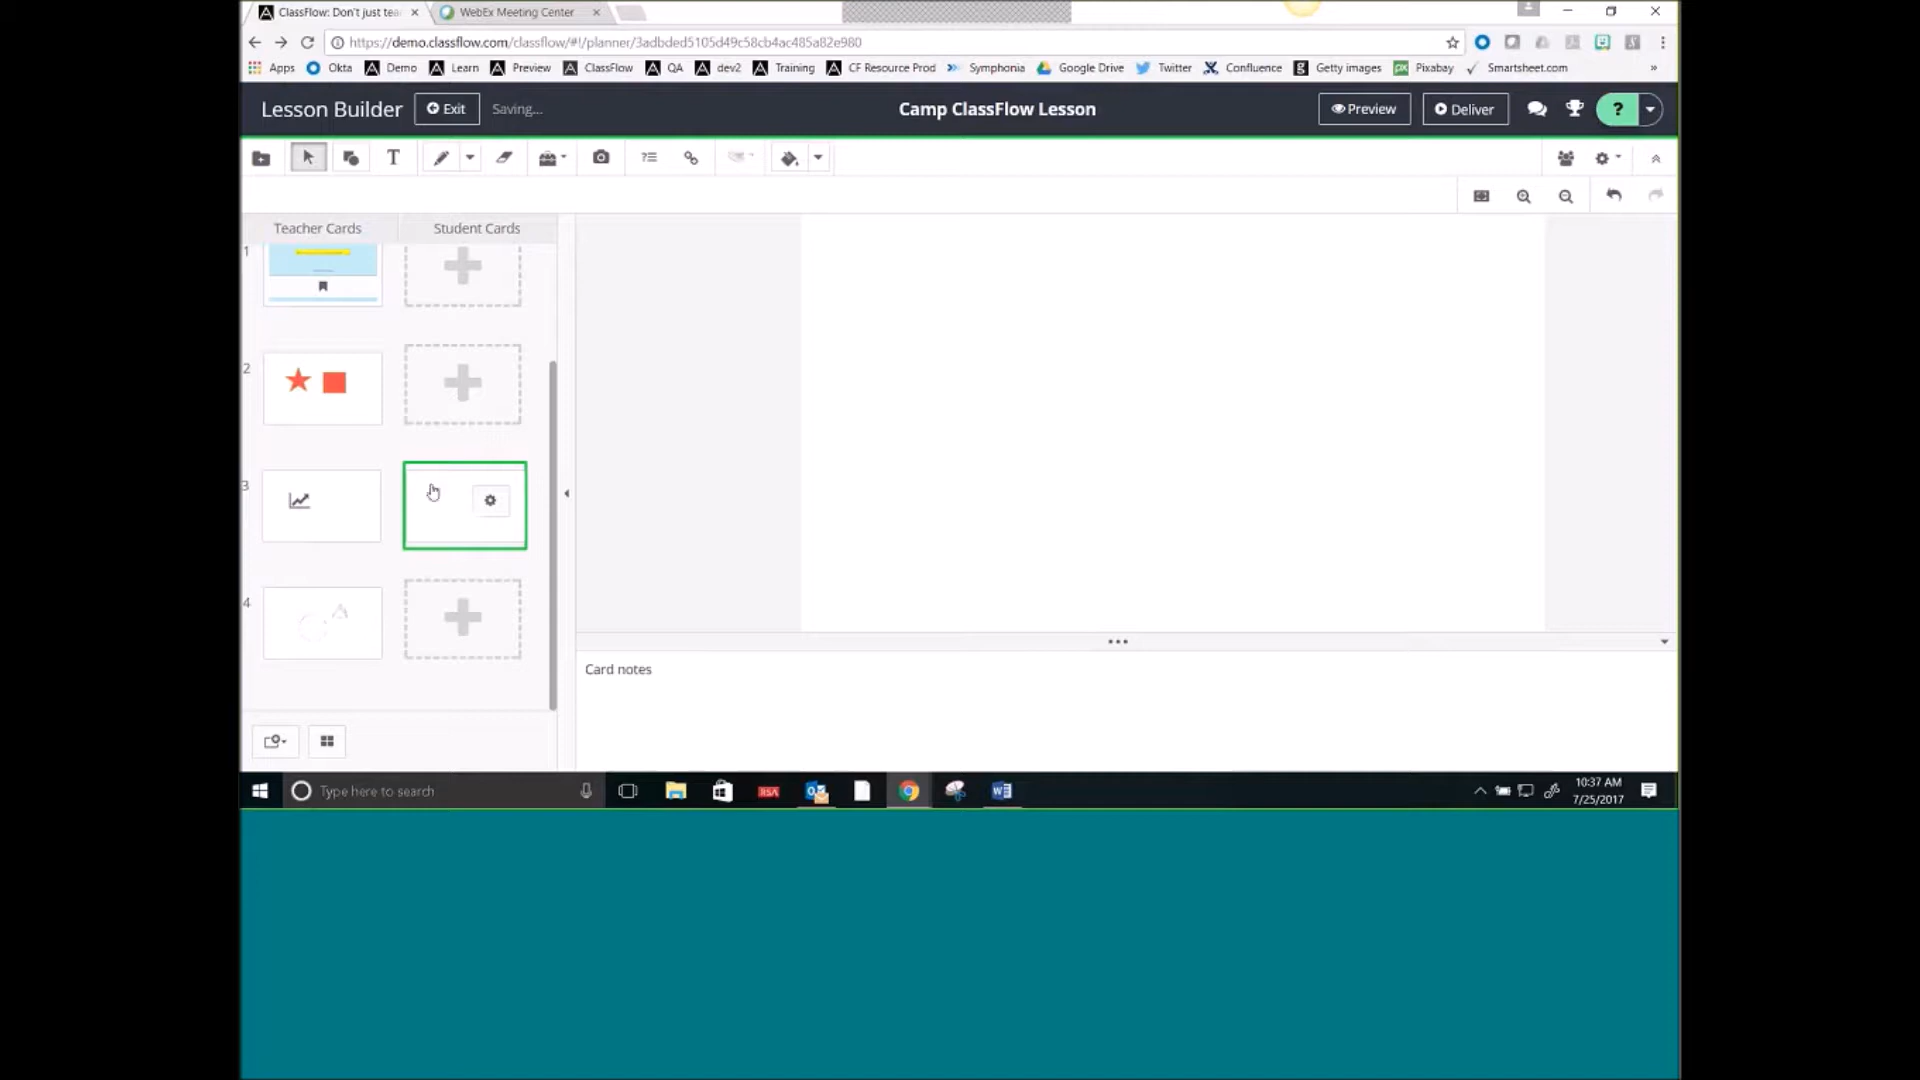 ClassFlow: Don't just tea
WebEx Meeting Center
https://demo.classflow.com/classflow/#!/planner/3adbded5105d49c58cb4ac485a82e980
Apps Okta Demo Learn Preview ClassFlow QA dev2 Training CF Resource Prod Symphonia Google Drive Twitter Confluence Getty images Pixabay Smartsheet.com »
Lesson Builder Exit Saving... Camp ClassFlow Lesson Preview Deliver ?
T ?
Teacher Cards Student Cards
1
2
3
4
Card notes
Type here to search
RSA
10:37 AM
7/25/2017